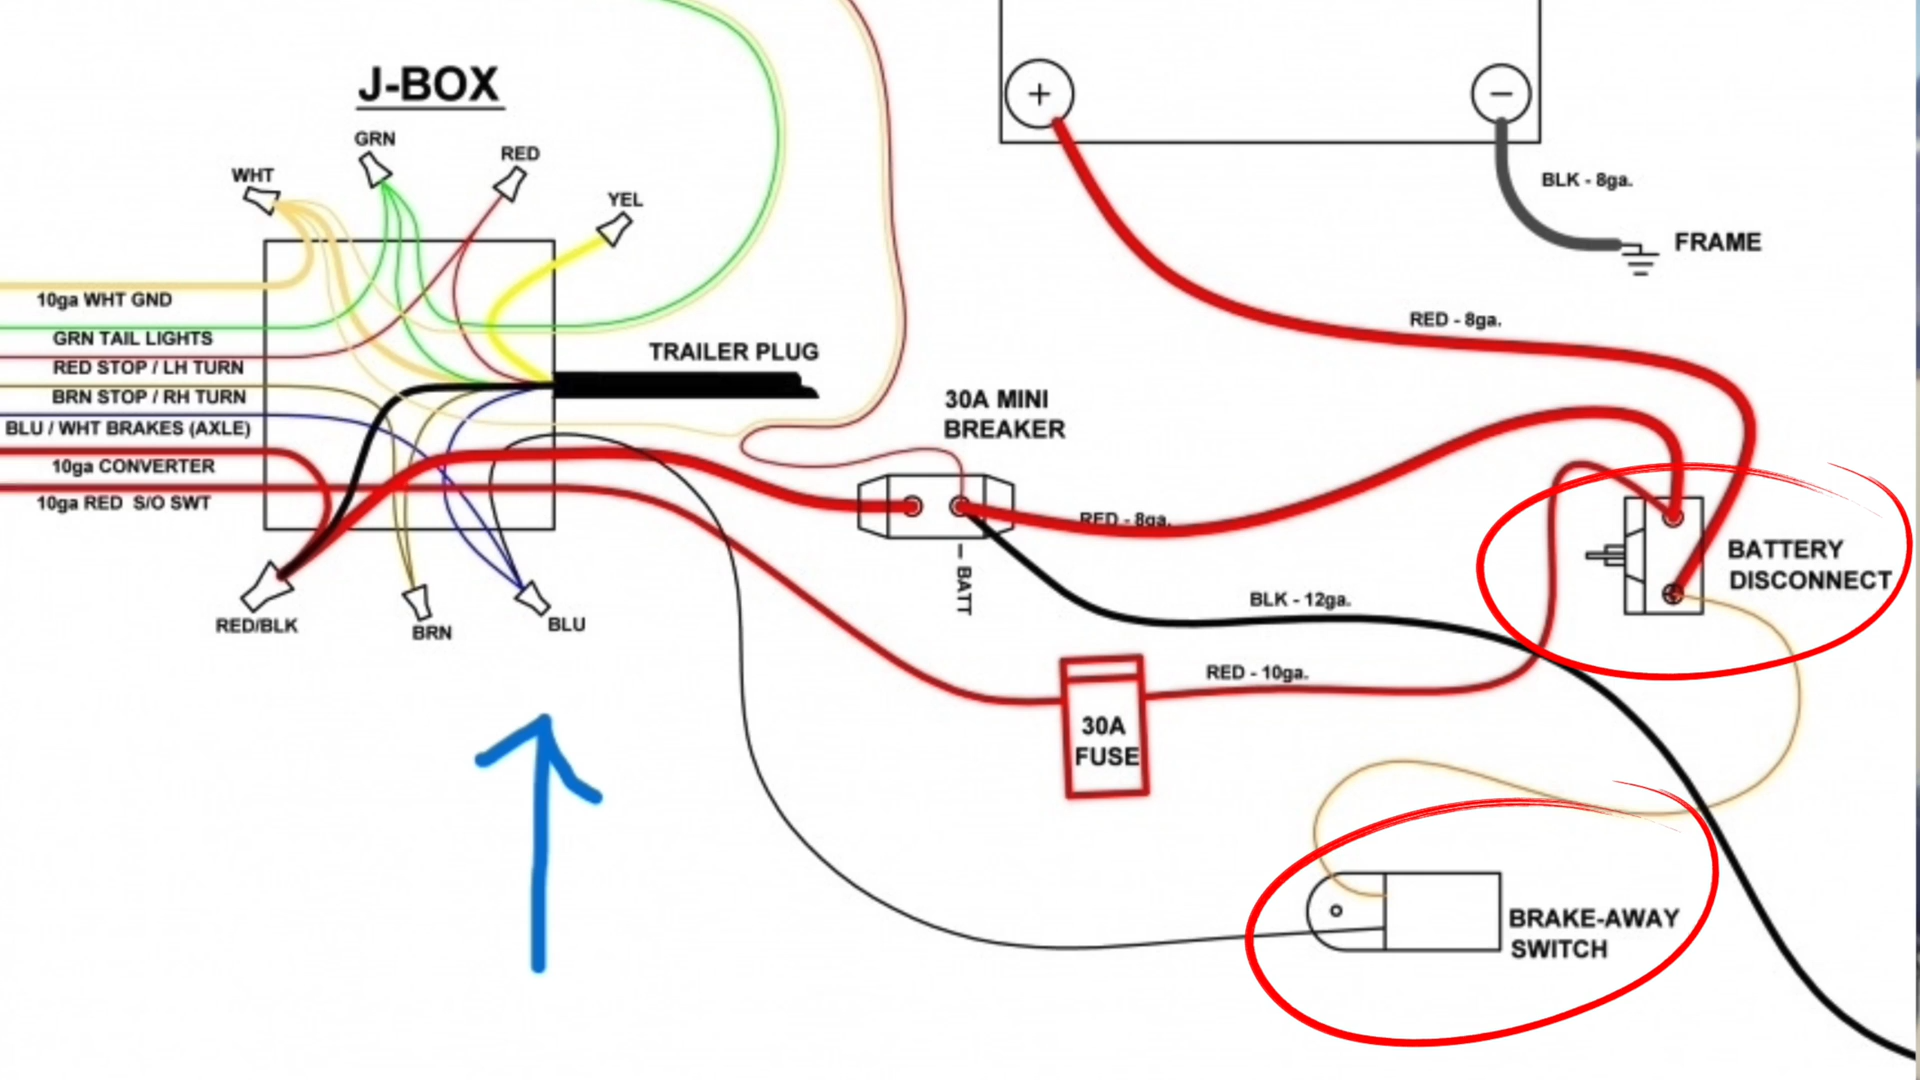 J-BOX
GRN
RED
WHT
YEL
10ga WHT GND
GRN TAIL LIGHTS
RED STOP / LH TURN
BRN STOP / RH TURN
BLU / WHT BRAKES (AXLE)
10ga CONVERTER
10ga RED S/O SWT
RED/BLK
BRN
BLU
TRAILER PLUG
30A MINI
BREAKER
– BATT
+
−
BLK - 8ga.
FRAME
RED - 8ga.
RED - 8ga.
BATTERY
DISCONNECT
BLK - 12ga.
RED - 10ga.
30A
FUSE
BRAKE-AWAY
SWITCH